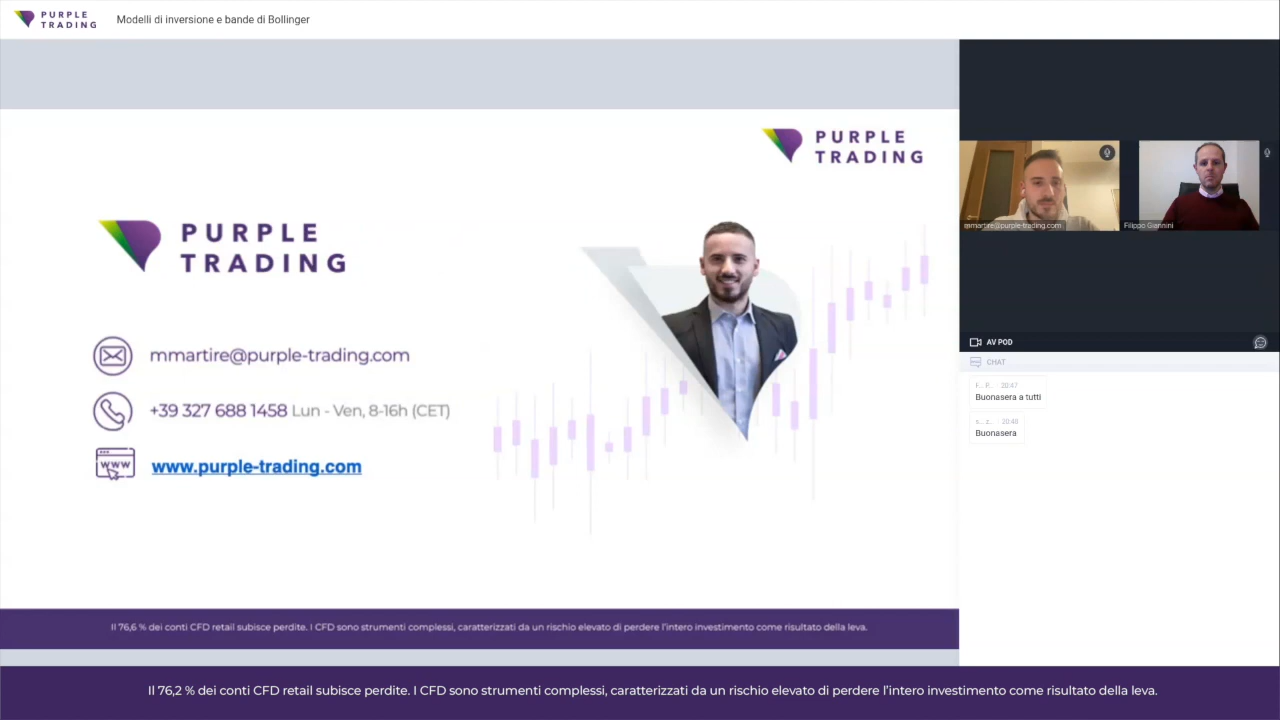 PURPLE
TRADING
Modelli di inversione e bande di Bollinger
PURPLE
TRADING
PURPLE
TRADING
mmartire@purple-trading.com
+39 327 688 1458 Lun - Ven, 8-16h (CET)
www
www.purple-trading.com
Il 76,6 % dei conti CFD retail subisce perdite. I CFD sono strumenti complessi, caratterizzati da un rischio elevato di perdere l'intero investimento come risultato della leva.
mmartire@purple-trading.com
Filippo Giannini
AV POD
CHAT
F... P... · 20:47
Buonasera a tutti
s... z... · 20:48
Buonasera
Il 76,2 % dei conti CFD retail subisce perdite. I CFD sono strumenti complessi, caratterizzati da un rischio elevato di perdere l'intero investimento come risultato della leva.